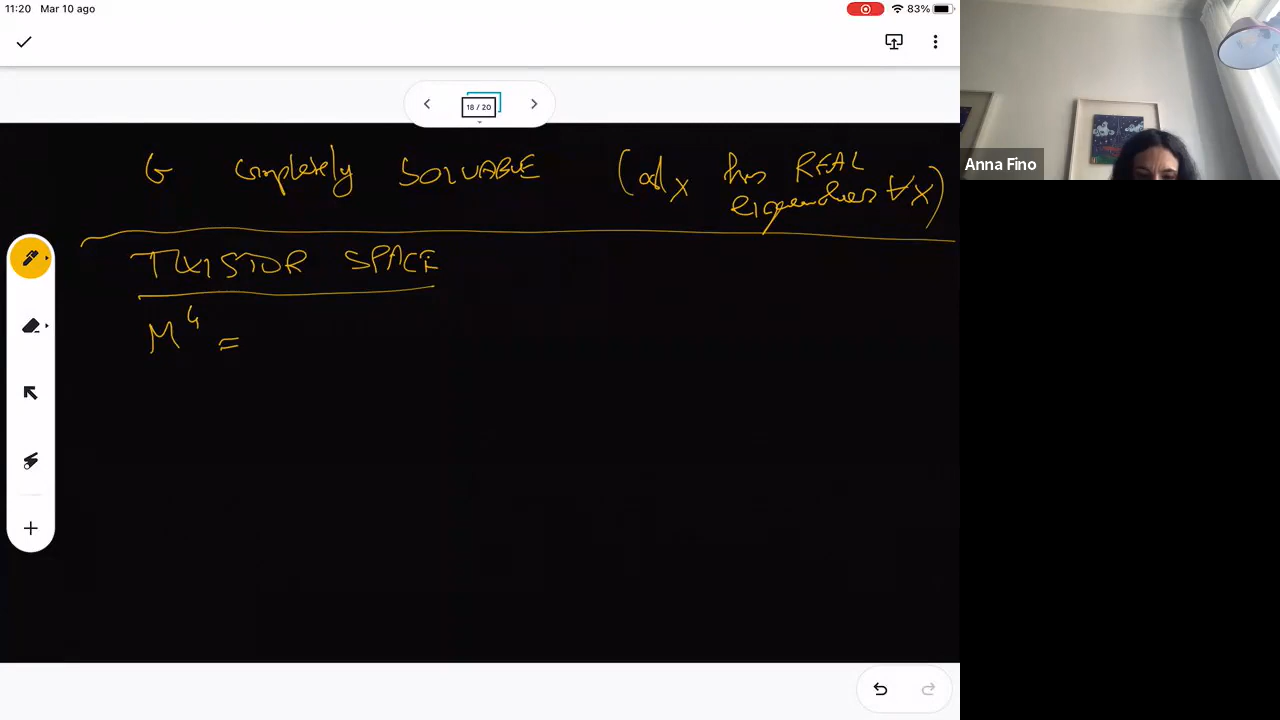 11:20 Mar 10 ago
83%
18 / 20
G completely SOLVABLE (ad_X has REAL
eigenvalues ∀X)
TWISTOR SPACE
M⁴ =
Anna Fino